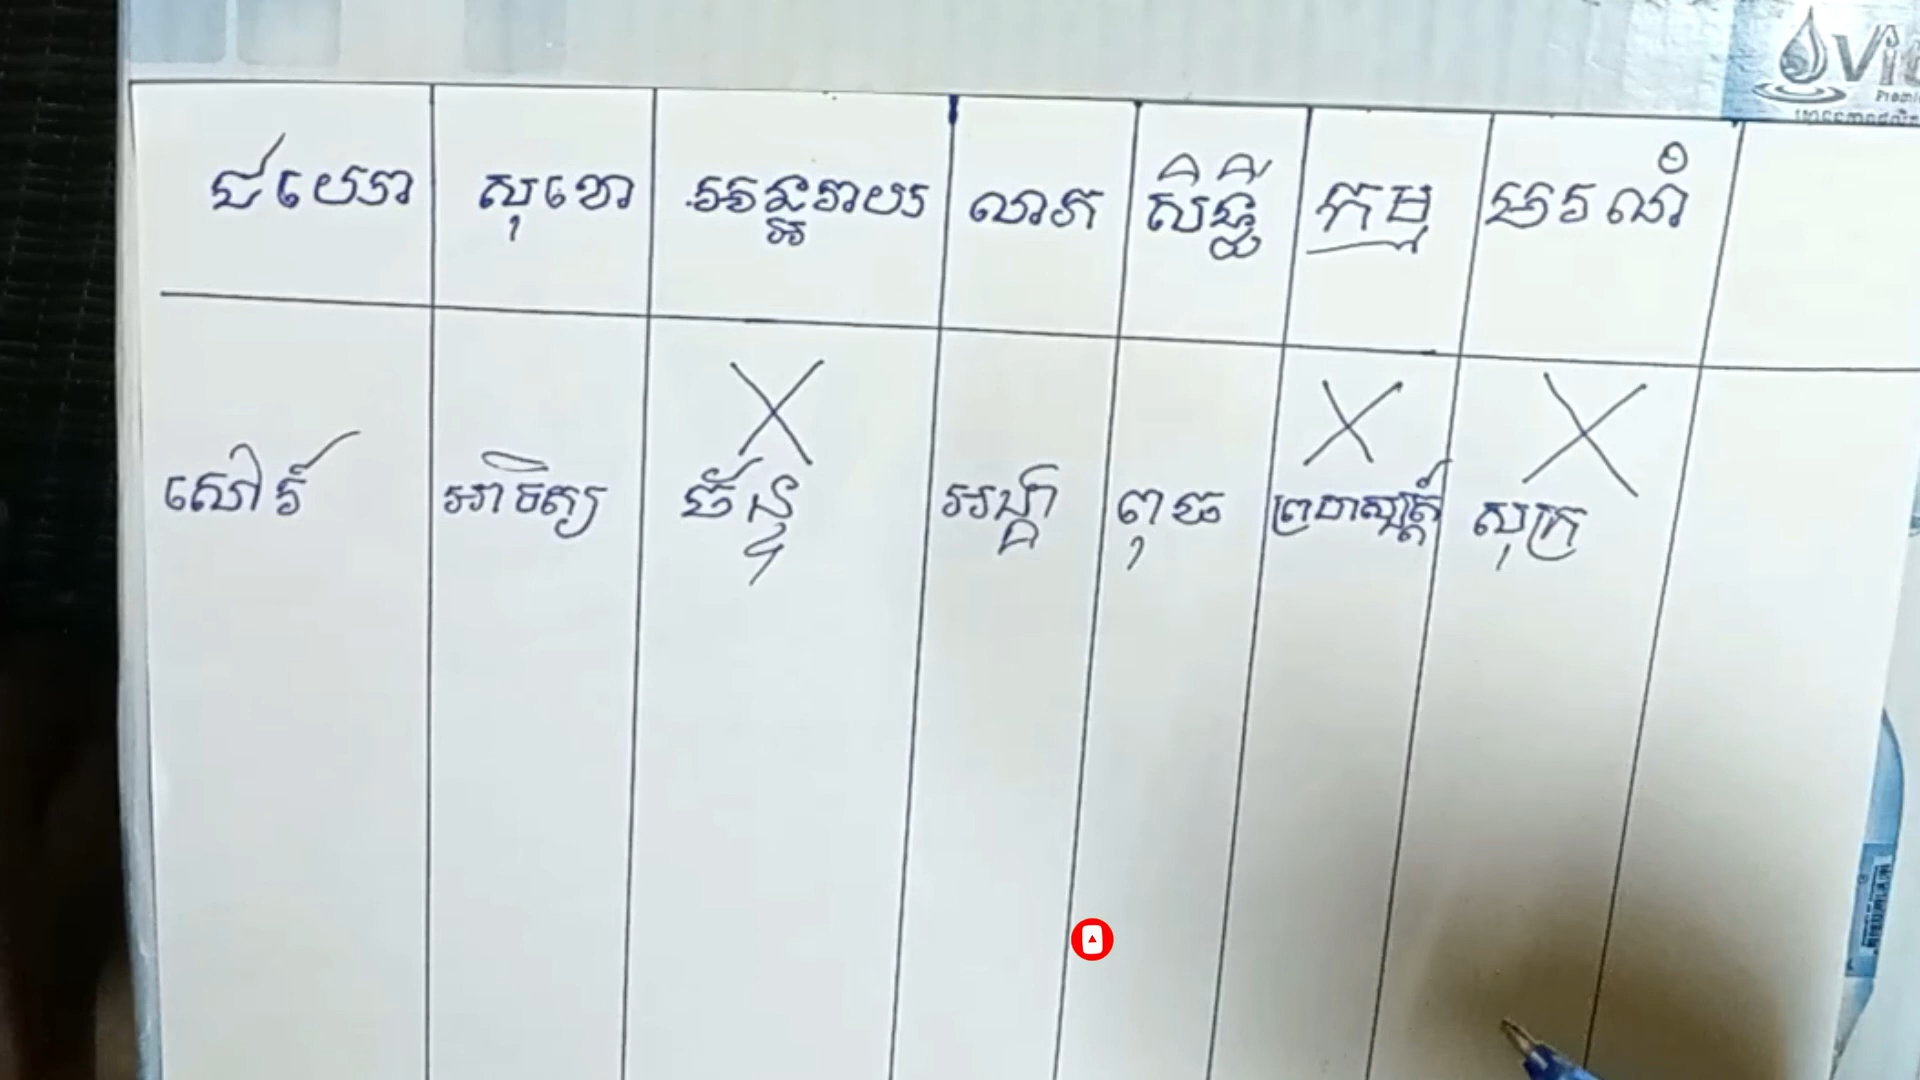 ជយោ សុខោ អន្តរាយ លាភ សិទ្ធី កម្ម មរណំ
សៅរ៍ អាទិត្យ ច័ន្ទ អង្គា ពុធ ព្រហស្បត្តិ៍ សុក្រ